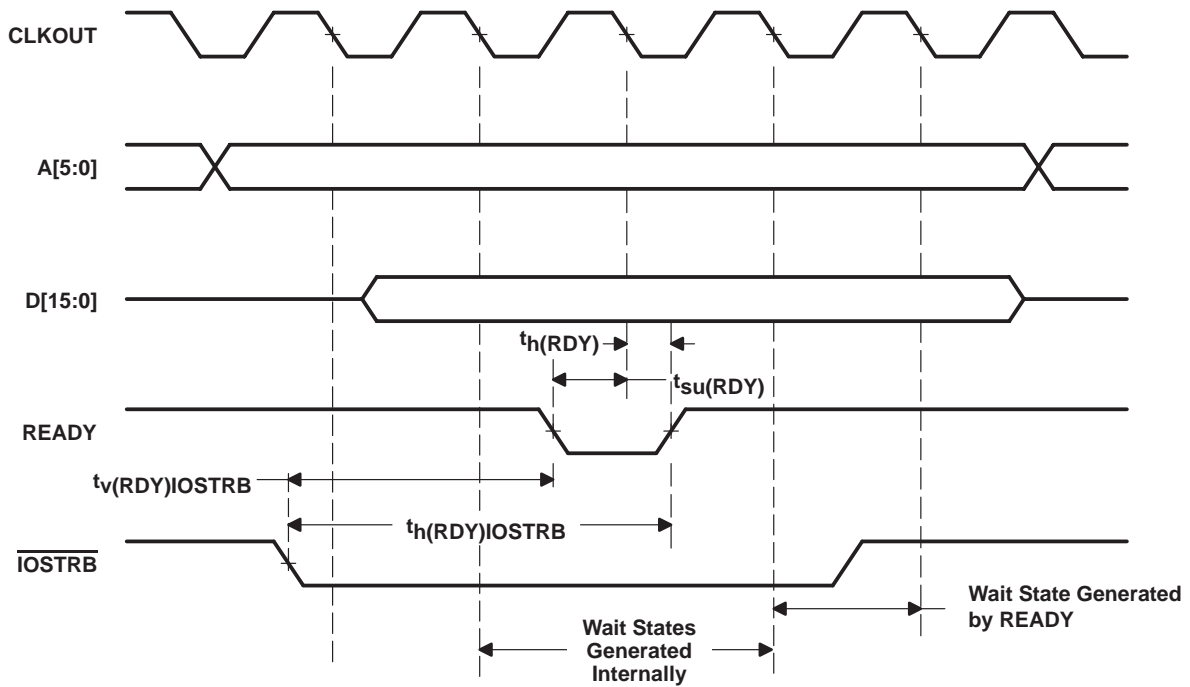 CLKOUT
A[5:0]
D[15:0]
th(RDY)
tsu(RDY)
READY
tv(RDY)IOSTRB
th(RDY)IOSTRB
IOSTRB
Wait State Generated
by READY
Wait States
Generated
Internally